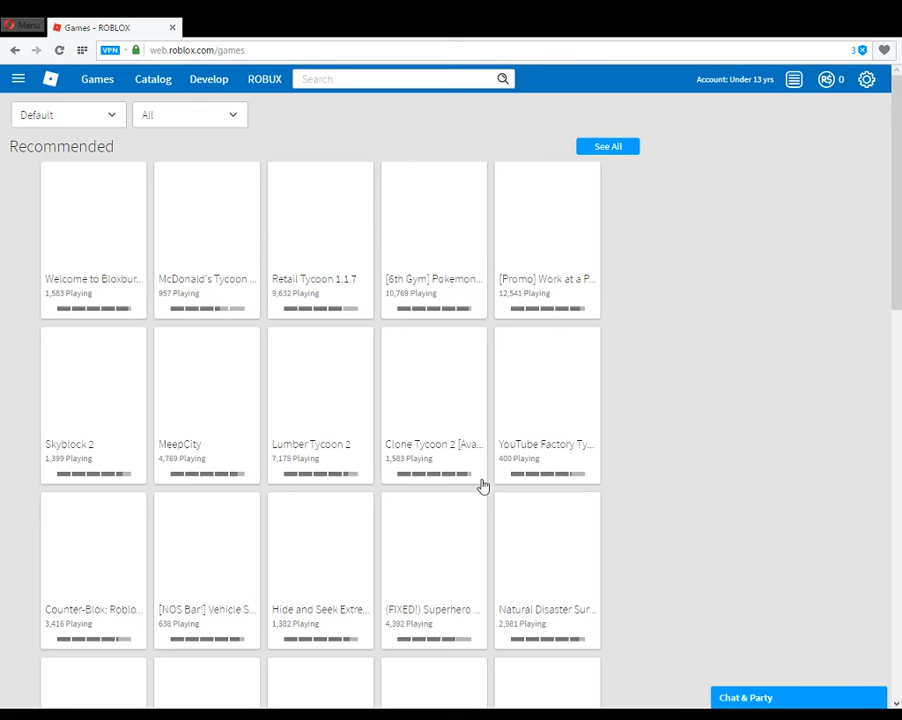 Menu
Games - ROBLOX
VPN
web.roblox.com/games
3
Games
Catalog
Develop
ROBUX
Search
Account: Under 13 yrs
R$ 0
Default
All
Recommended
See All
Welcome to Bloxbur...
McDonald's Tycoon ...
Retail Tycoon 1.1.7
[6th Gym] Pokemon...
[Promo] Work at a P...
1,583 Playing
957 Playing
9,632 Playing
10,769 Playing
12,541 Playing
Skyblock 2
MeepCity
Lumber Tycoon 2
Clone Tycoon 2 [Ava...
YouTube Factory Ty...
1,399 Playing
4,769 Playing
7,175 Playing
1,583 Playing
400 Playing
Counter-Blox: Roblo...
[NOS Bar!] Vehicle S...
Hide and Seek Extre...
(FIXED!) Superhero ...
Natural Disaster Sur...
3,416 Playing
638 Playing
1,382 Playing
4,392 Playing
2,981 Playing
Chat & Party